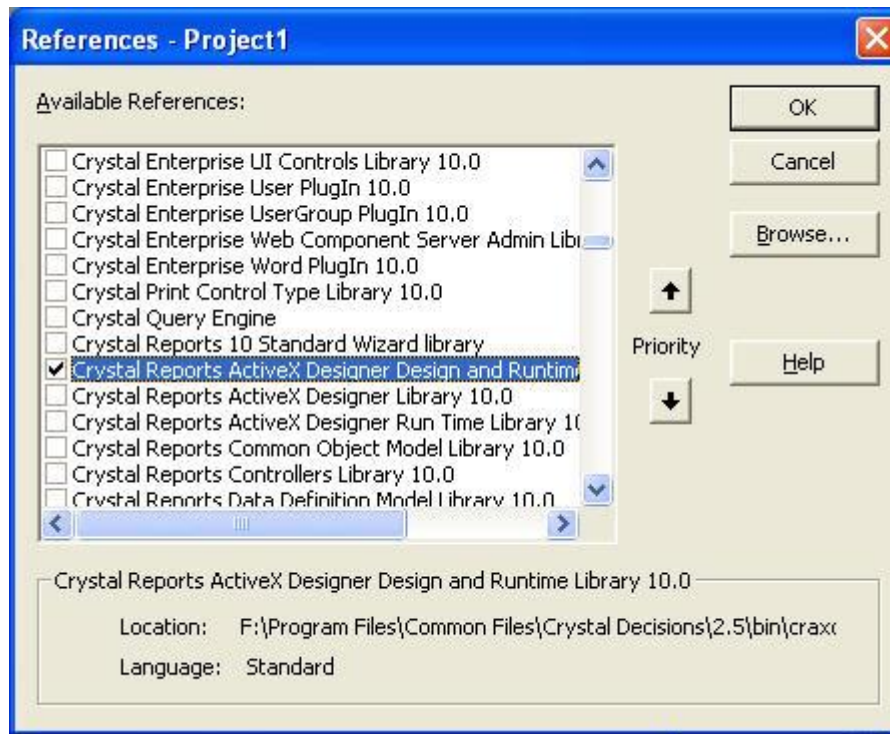 References - Project1
Available References:
OK
Cancel
Browse...
Help
Priority
Crystal Enterprise UI Controls Library 10.0
Crystal Enterprise User PlugIn 10.0
Crystal Enterprise UserGroup PlugIn 10.0
Crystal Enterprise Web Component Server Admin
Crystal Enterprise Word PlugIn 10.0
Crystal Print Control Type Library 10.0
Crystal Query Engine
Crystal Reports 10 Standard Wizard library
Crystal Reports ActiveX Designer Design and
Crystal Reports ActiveX Designer Library 10.0
Crystal Reports ActiveX Designer Run Time Library
Crystal Reports Common Object Model Library 10.0
Crystal Reports Controllers Library 10.0
Crystal Reports Data Definition Model Library 10.0
Crystal Reports ActiveX Designer Design and Runtime Library 10.0
Location: F:\Program Files\Common Files\Crystal Decisions\2.5\bin\crax
Language: Standard